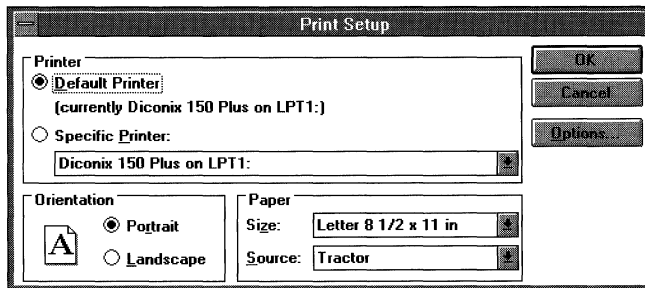 Print Setup
Printer
Default Printer
(currently Diconix 150 Plus on LPT1:)
Specific Printer:
Diconix 150 Plus on LPT1:
OK
Cancel
Options...
Orientation
A
Portrait
Landscape
Paper
Size: Letter 8 1/2 x 11 in
Source: Tractor